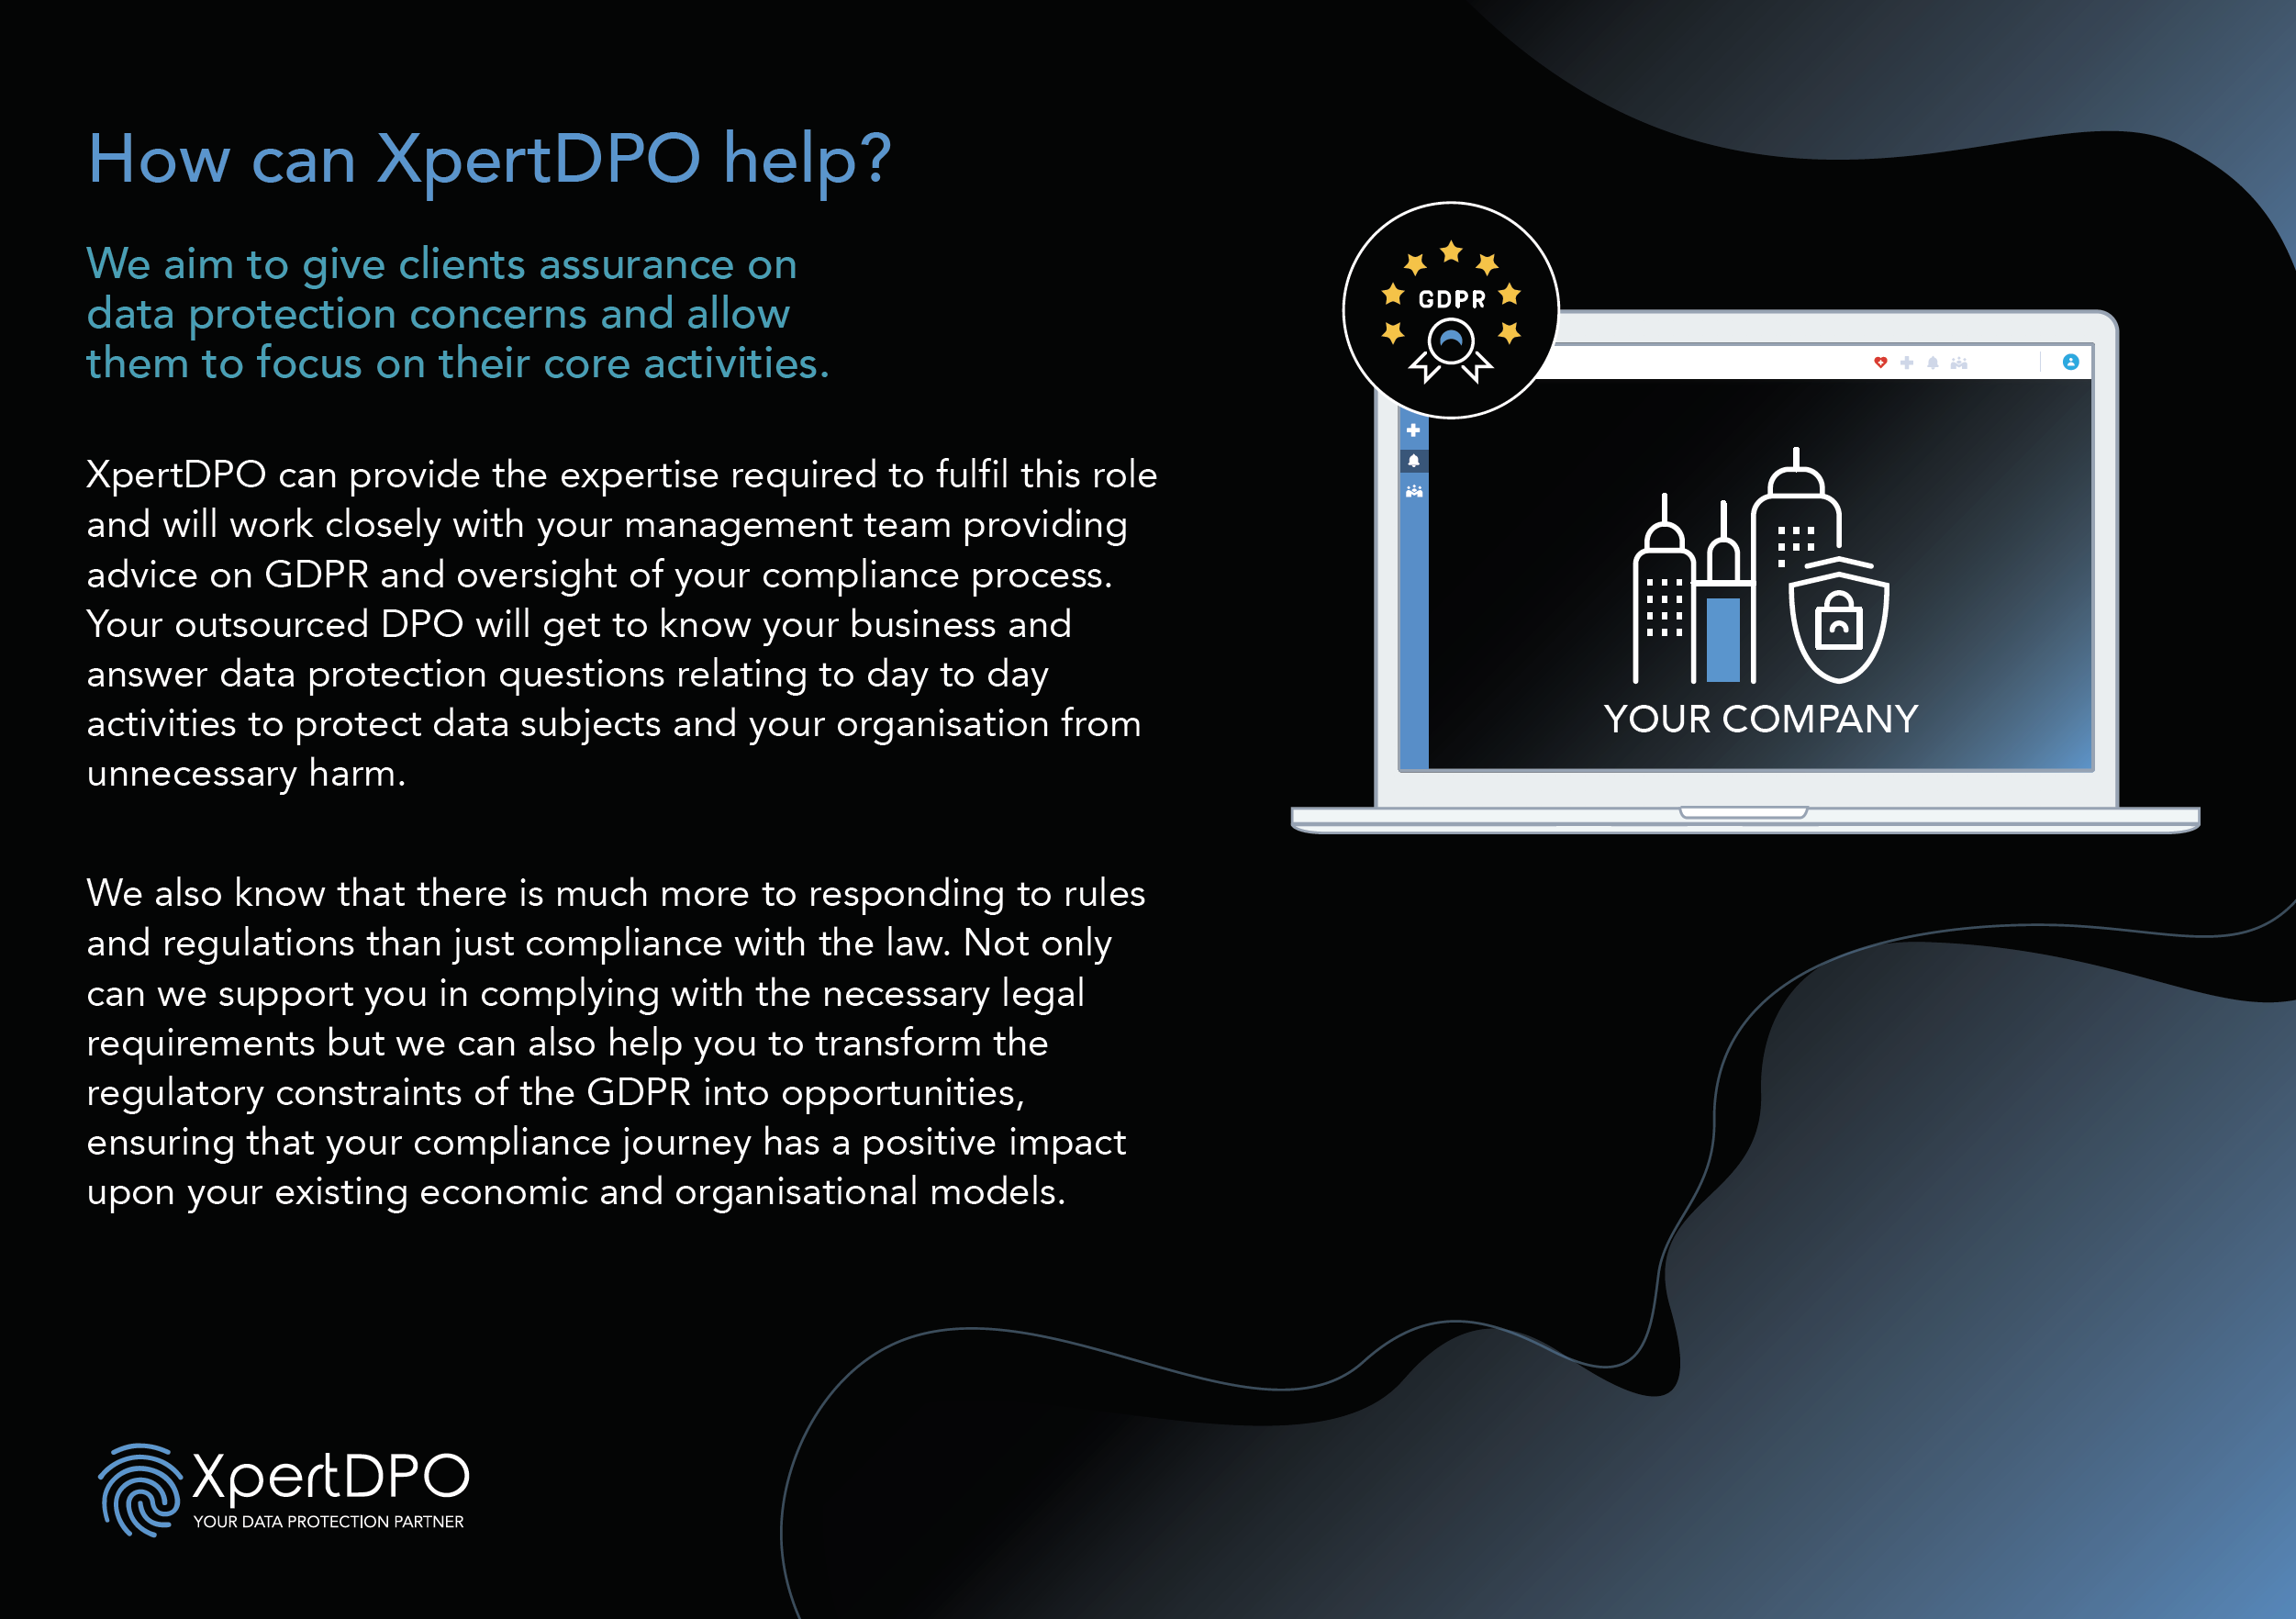 How can XpertDPO help?
We aim to give clients assurance on
data protection concerns and allow
them to focus on their core activities.
XpertDPO can provide the expertise required to fulfil this role
and will work closely with your management team providing
advice on GDPR and oversight of your compliance process.
Your outsourced DPO will get to know your business and
answer data protection questions relating to day to day
activities to protect data subjects and your organisation from
unnecessary harm.
We also know that there is much more to responding to rules
and regulations than just compliance with the law. Not only
can we support you in complying with the necessary legal
requirements but we can also help you to transform the
regulatory constraints of the GDPR into opportunities,
ensuring that your compliance journey has a positive impact
upon your existing economic and organisational models.
GDPR
YOUR COMPANY
XpertDPO
YOUR DATA PROTECTION PARTNER